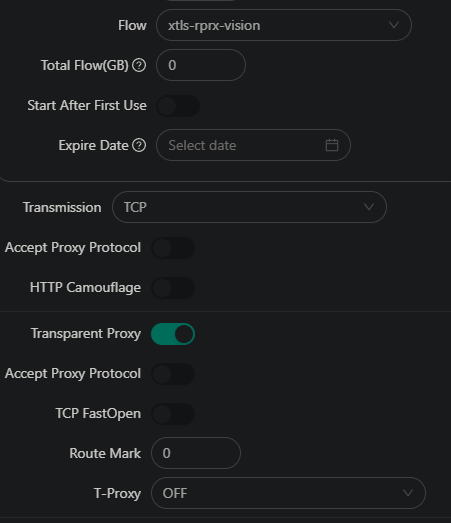 Flow xtls-rprx-vision
Total Flow(GB) 0
Start After First Use
Expire Date Select date
Transmission TCP
Accept Proxy Protocol
HTTP Camouflage
Transparent Proxy
Accept Proxy Protocol
TCP FastOpen
Route Mark 0
T-Proxy OFF